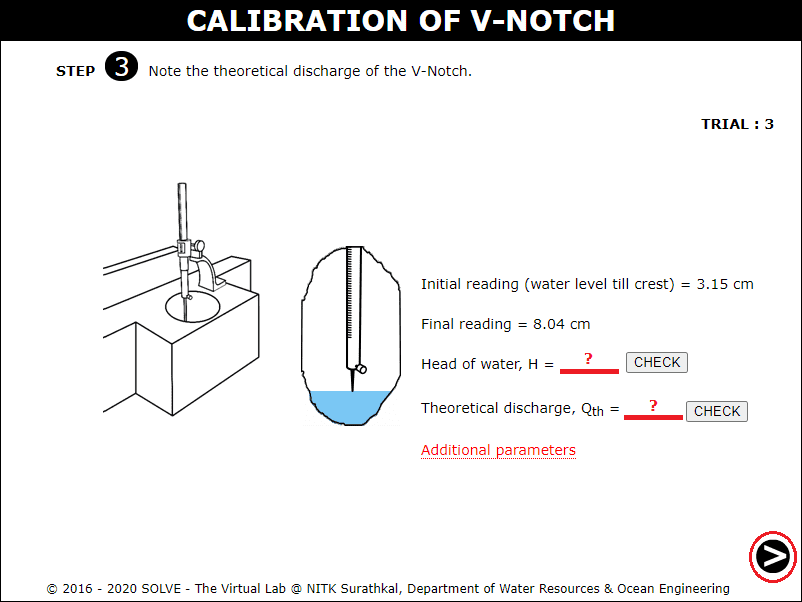 CALIBRATION OF V-NOTCH
STEP 3 Note the theoretical discharge of the V-Notch.
TRIAL : 3
Initial reading (water level till crest) = 3.15 cm
Final reading = 8.04 cm
Head of water, H = ? CHECK
Theoretical discharge, Qth = ? CHECK
Additional parameters
>
© 2016 - 2020 SOLVE - The Virtual Lab @ NITK Surathkal, Department of Water Resources & Ocean Engineering